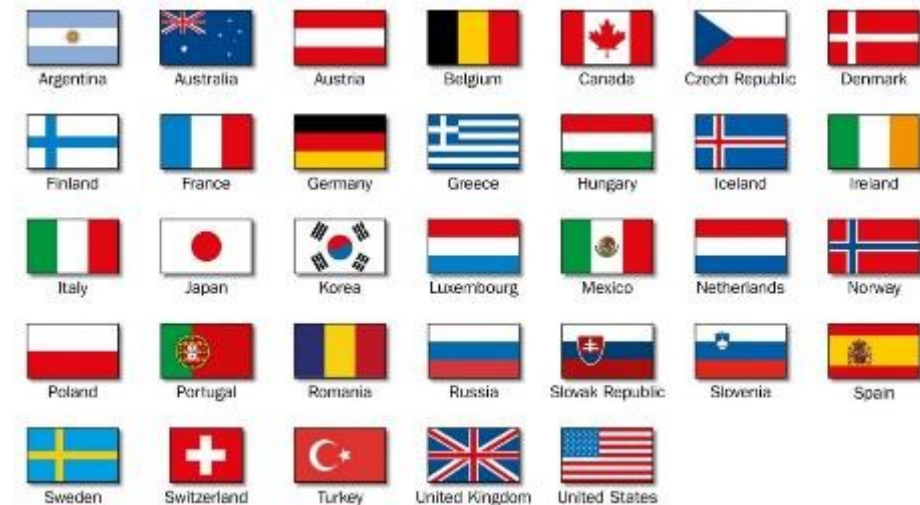 Argentina Australia Austria Belgium Canada Czech Republic Denmark
Finland France Germany Greece Hungary Iceland Ireland
Italy Japan Korea Luxembourg Mexico Netherlands Norway
Poland Portugal Romania Russia Slovak Republic Slovenia Spain
Sweden Switzerland Turkey United Kingdom United States